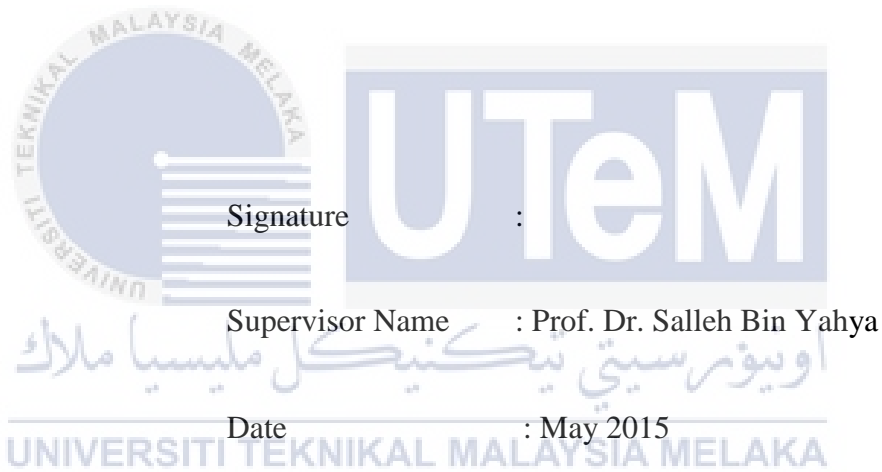 UNIVERSITI TEKNIKAL MALAYSIA MELAKA
UTeM
Signature :
Supervisor Name : Prof. Dr. Salleh Bin Yahya
اونيۏرسيتي تيكنيكل مليسيا ملاك
Date : May 2015
UNIVERSITI TEKNIKAL MALAYSIA MELAKA